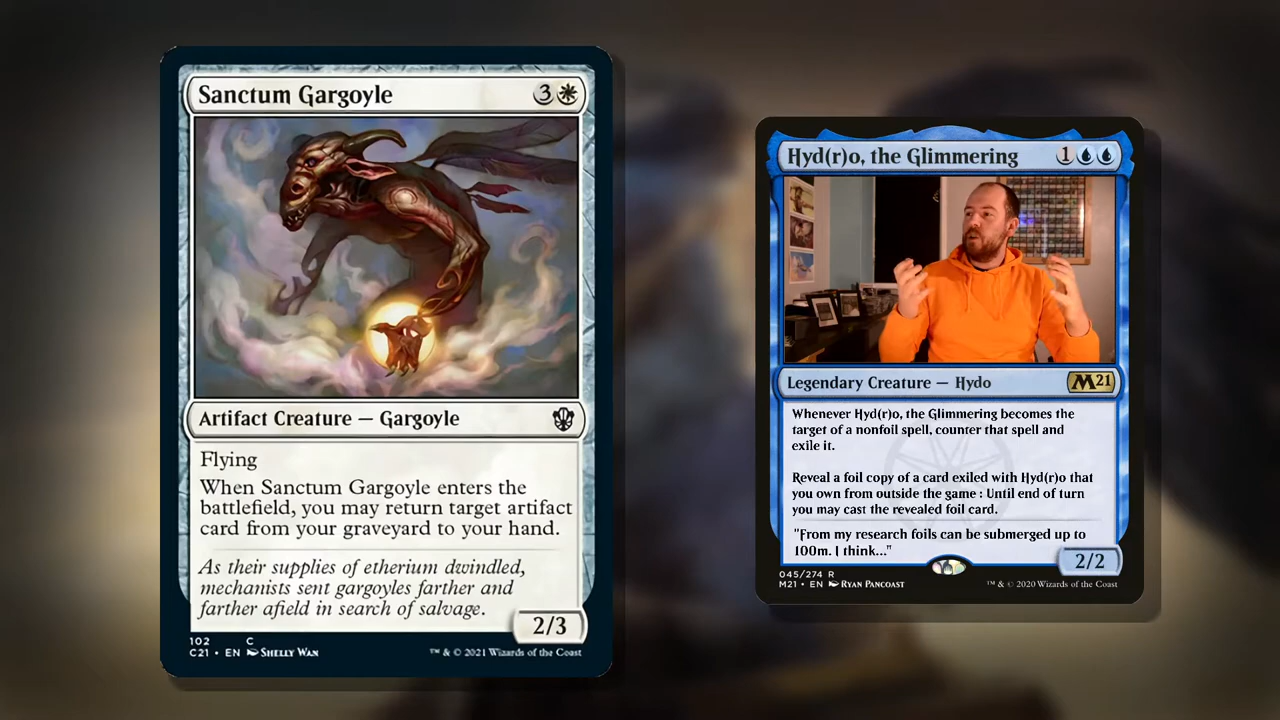 Sanctum Gargoyle
3
Artifact Creature — Gargoyle
Flying
When Sanctum Gargoyle enters the
battlefield, you may return target artifact
card from your graveyard to your hand.
As their supplies of etherium dwindled,
mechanists sent gargoyles farther and
farther afield in search of salvage.
2/3
102 C
C21 • EN Shelly Wan
™ & © 2021 Wizards of the Coast
Hyd(r)o, the Glimmering
1
Legendary Creature — Hydo
M21
Whenever Hyd(r)o, the Glimmering becomes the
target of a nonfoil spell, counter that spell and
exile it.
Reveal a foil copy of a card exiled with Hyd(r)o that
you own from outside the game : Until end of turn
you may cast the revealed foil card.
"From my research foils can be submerged up to
100m. I think..."
2/2
045/274 R
M21 • EN Ryan Pancoast
™ & © 2020 Wizards of the Coast